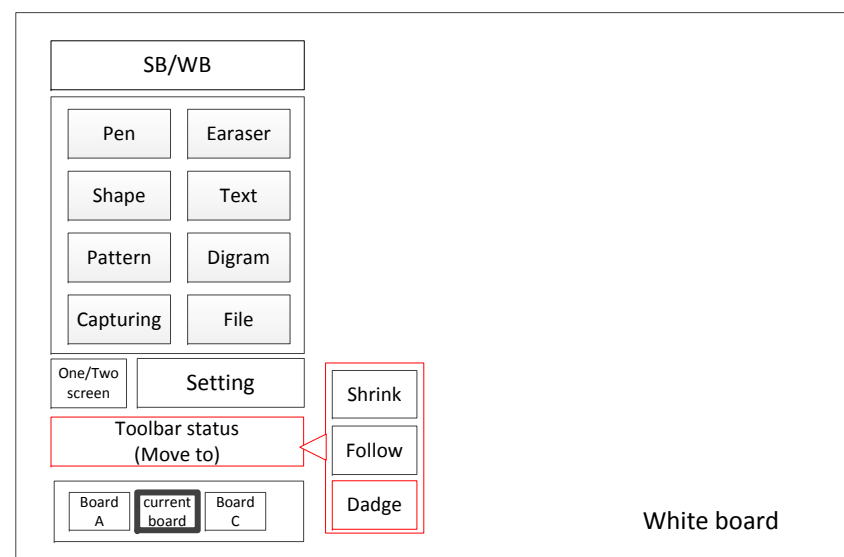 SB/WB
Pen
Earaser
Shape
Text
Pattern
Digram
Capturing
File
One/Two
screen
Setting
Shrink
Toolbar status
(Move to)
Follow
Dadge
Board
A
current
board
Board
C
White board